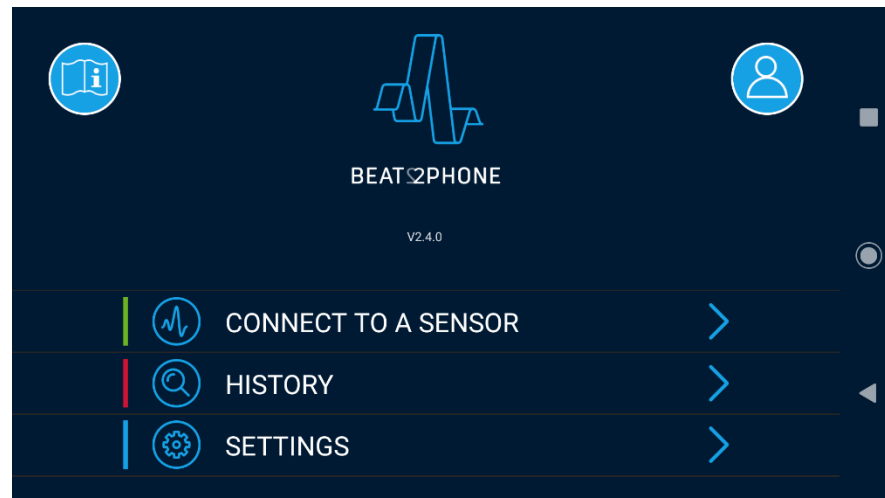 BEAT2PHONE
V2.4.0
CONNECT TO A SENSOR
HISTORY
SETTINGS